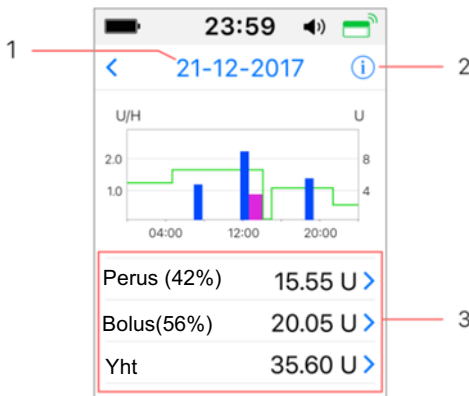 23:59
1
21-12-2017
2
U/H U
2.0 8
1.0 4
04:00 12:00 20:00
Perus (42%) 15.55 U
Bolus(56%) 20.05 U
3
Yht 35.60 U